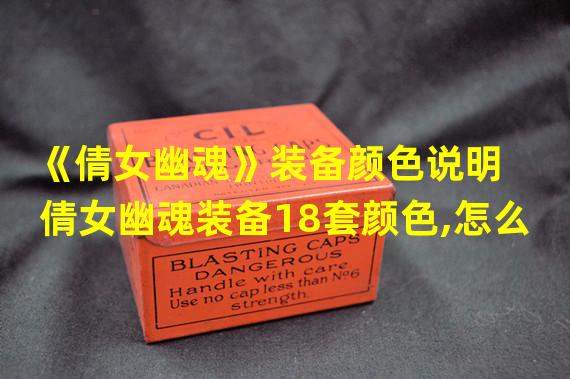 CIL
《倩女幽魂》装备颜色说明
倩女幽魂装备18套颜色,怎么
BLASTING CAPS
DANGEROUS
Handle with care
Use no cap less than №6
strength.